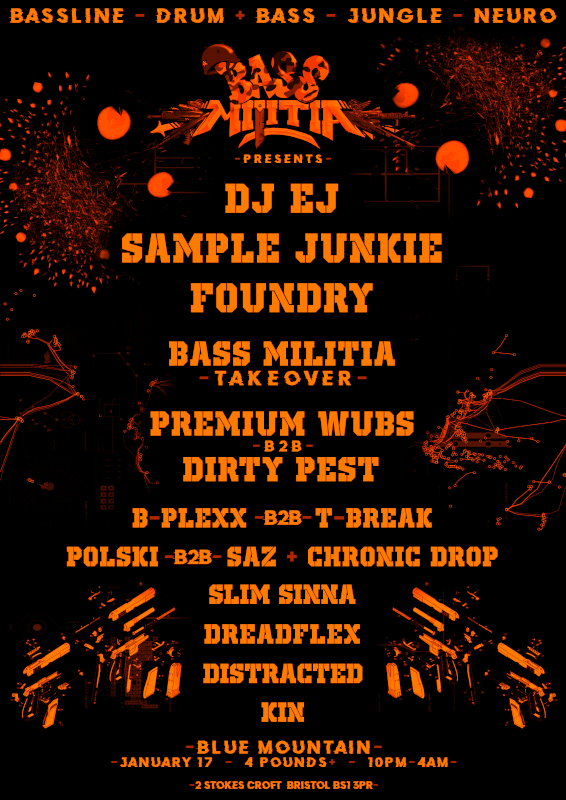 BASSLINE - DRUM + BASS - JUNGLE - NEURO
BASS
MILITIA
-PRESENTS-
DJ EJ
SAMPLE JUNKIE
FOUNDRY
BASS MILITIA
-TAKEOVER-
PREMIUM WUBS
-B2B-
DIRTY PEST
B-PLEXX -B2B- T-BREAK
POLSKI -B2B- SAZ + CHRONIC DROP
SLIM SINNA
DREADFLEX
DISTRACTED
KIN
-BLUE MOUNTAIN-
-JANUARY 17 - 4 POUNDS+ - 10PM-4AM-
-2 STOKES CROFT BRISTOL BS1 3PR-